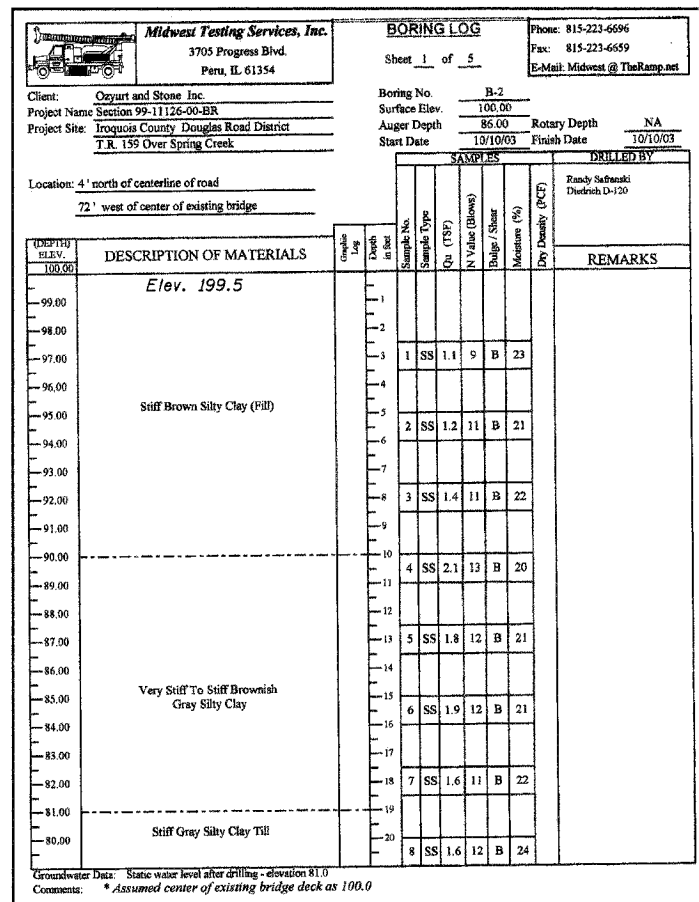 Midwest Testing Services, Inc.
3705 Progress Blvd.
Peru, IL 61354
BORING LOG
Sheet 1 of 5
Phone: 815-223-6696
Fax: 815-223-6659
E-Mail: Midwest @ TheRamp.net
Client: Ozyurt and Stone Inc.
Project Name Section 99-11126-00-BR
Project Site: Iroquois County Douglas Road District
T.R. 159 Over Spring Creek
Boring No. B-2
Surface Elev. 100.00
Auger Depth 86.00 Rotary Depth NA
Start Date 10/10/03 Finish Date 10/10/03
Location: 4' north of centerline of road
72' west of center of existing bridge
SAMPLES
DRILLED BY
Randy Safranski
Diedrich D-120
(DEPTH)
ELEV.
100.00
DESCRIPTION OF MATERIALS
Graphic Log
Depth in feet
Sample No.
Sample Type
Qu (TSF)
N Value (Blows)
Bulge / Shear
Moisture (%)
Dry Density (PCF)
REMARKS
Elev. 199.5
99.00 1
98.00 2
97.00 3 1 SS 1.1 9 B 23
96.00 4
Stiff Brown Silty Clay (Fill)
95.00 5 2 SS 1.2 11 B 21
94.00 6
93.00 7
92.00 8 3 SS 1.4 11 B 22
91.00 9
90.00 10 4 SS 2.1 13 B 20
89.00 11
88.00 12
87.00 13 5 SS 1.8 12 B 21
86.00
Very Stiff To Stiff Brownish
Gray Silty Clay
85.00 15 6 SS 1.9 12 B 21
84.00 16
83.00 17
82.00 18 7 SS 1.6 11 B 22
81.00 19
Stiff Gray Silty Clay Till
80.00 20 8 SS 1.6 12 B 24
Groundwater Data: Static water level after drilling - elevation 81.0
Comments: * Assumed center of existing bridge deck as 100.0